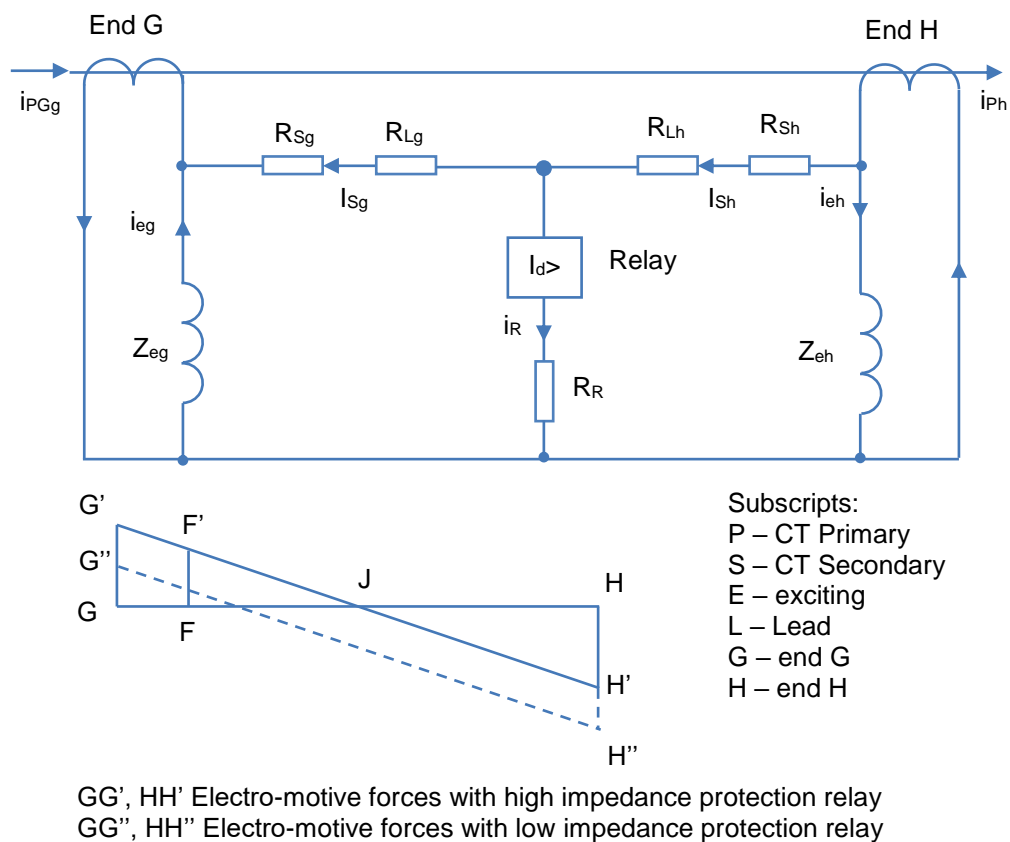 End G
End H
iPGg
iPh
RSg
RLg
RLh
RSh
ISg
ISh
ieg
ieh
Id>
Relay
iR
Zeg
Zeh
RR
G’
F’
G’’
J
H
G
F
H’
H’’
Subscripts:
P – CT Primary
S – CT Secondary
E – exciting
L – Lead
G – end G
H – end H
GG’, HH’ Electro-motive forces with high impedance protection relay
GG’’, HH’’ Electro-motive forces with low impedance protection relay